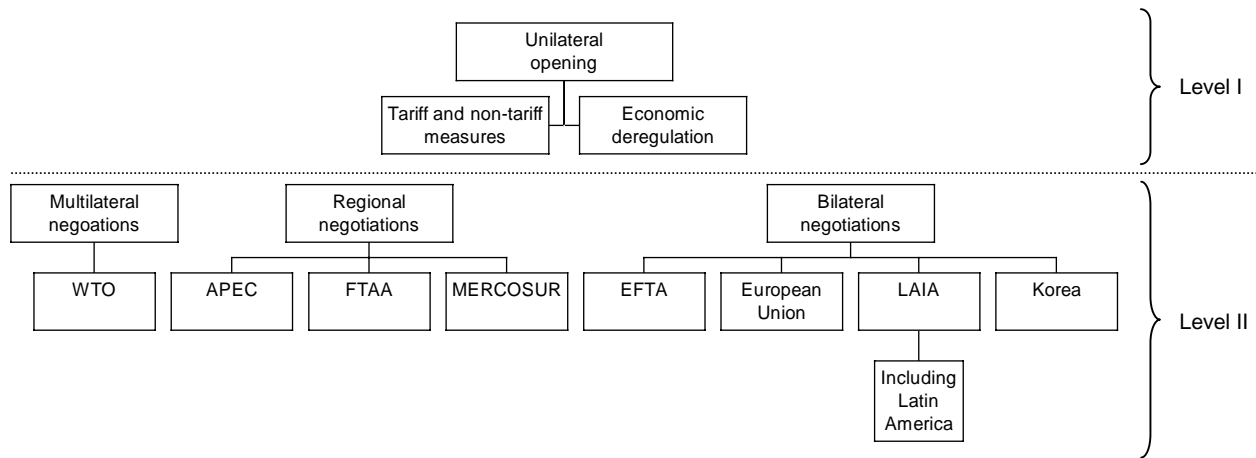 Unilateral
opening
Level I
Tariff and non-tariff
measures
Economic
deregulation
Multilateral
negoations
Regional
negotiations
Bilateral
negotiations
WTO
APEC
FTAA
MERCOSUR
EFTA
European
Union
LAIA
Korea
Level II
Including
Latin
America